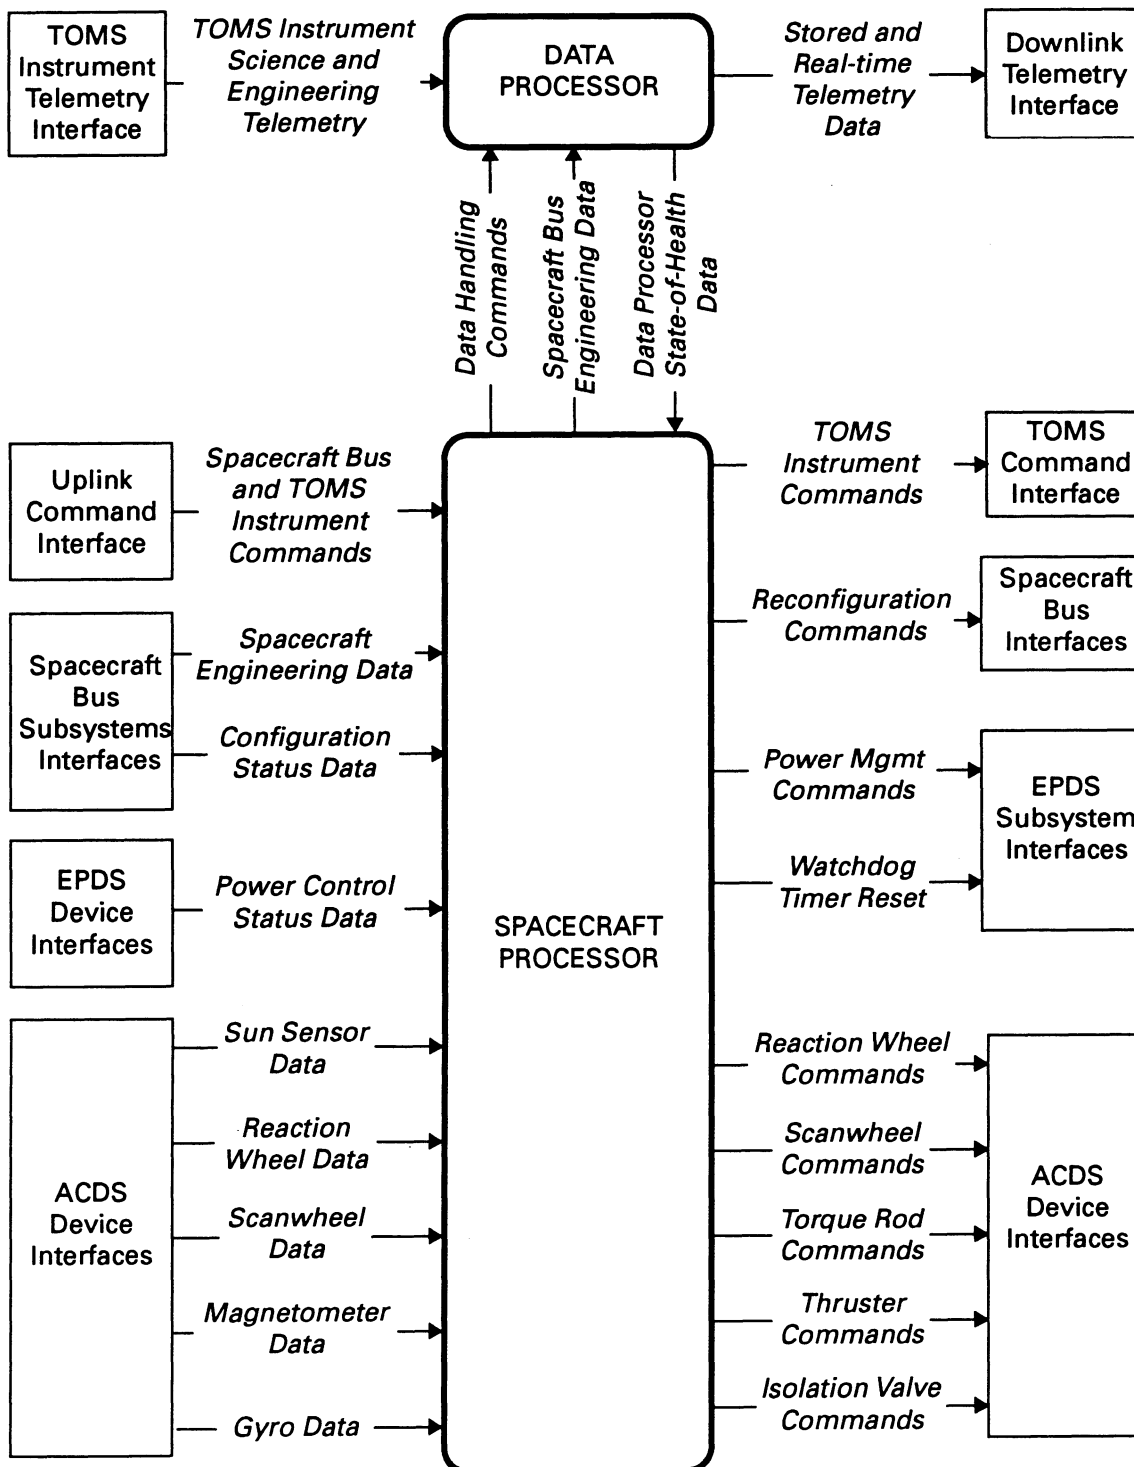 TOMS
Instrument
Telemetry
Interface
TOMS Instrument
Science and
Engineering
Telemetry
DATA
PROCESSOR
Stored and
Real-time
Telemetry
Data
Downlink
Telemetry
Interface
Data Handling
Commands
Spacecraft Bus
Engineering Data
Data Processor
State-of-Health
Data
Uplink
Command
Interface
Spacecraft Bus
and TOMS
Instrument
Commands
TOMS
Instrument
Commands
TOMS
Command
Interface
Reconfiguration
Commands
Spacecraft
Bus
Interfaces
Spacecraft
Bus
Subsystems
Interfaces
Spacecraft
Engineering Data
Configuration
Status Data
Power Mgmt
Commands
Watchdog
Timer Reset
EPDS
Subsystem
Interfaces
EPDS
Device
Interfaces
Power Control
Status Data
SPACECRAFT
PROCESSOR
ACDS
Device
Interfaces
Sun Sensor
Data
Reaction
Wheel Data
Scanwheel
Data
Magnetometer
Data
Gyro Data
Reaction Wheel
Commands
Scanwheel
Commands
Torque Rod
Commands
Thruster
Commands
Isolation Valve
Commands
ACDS
Device
Interfaces